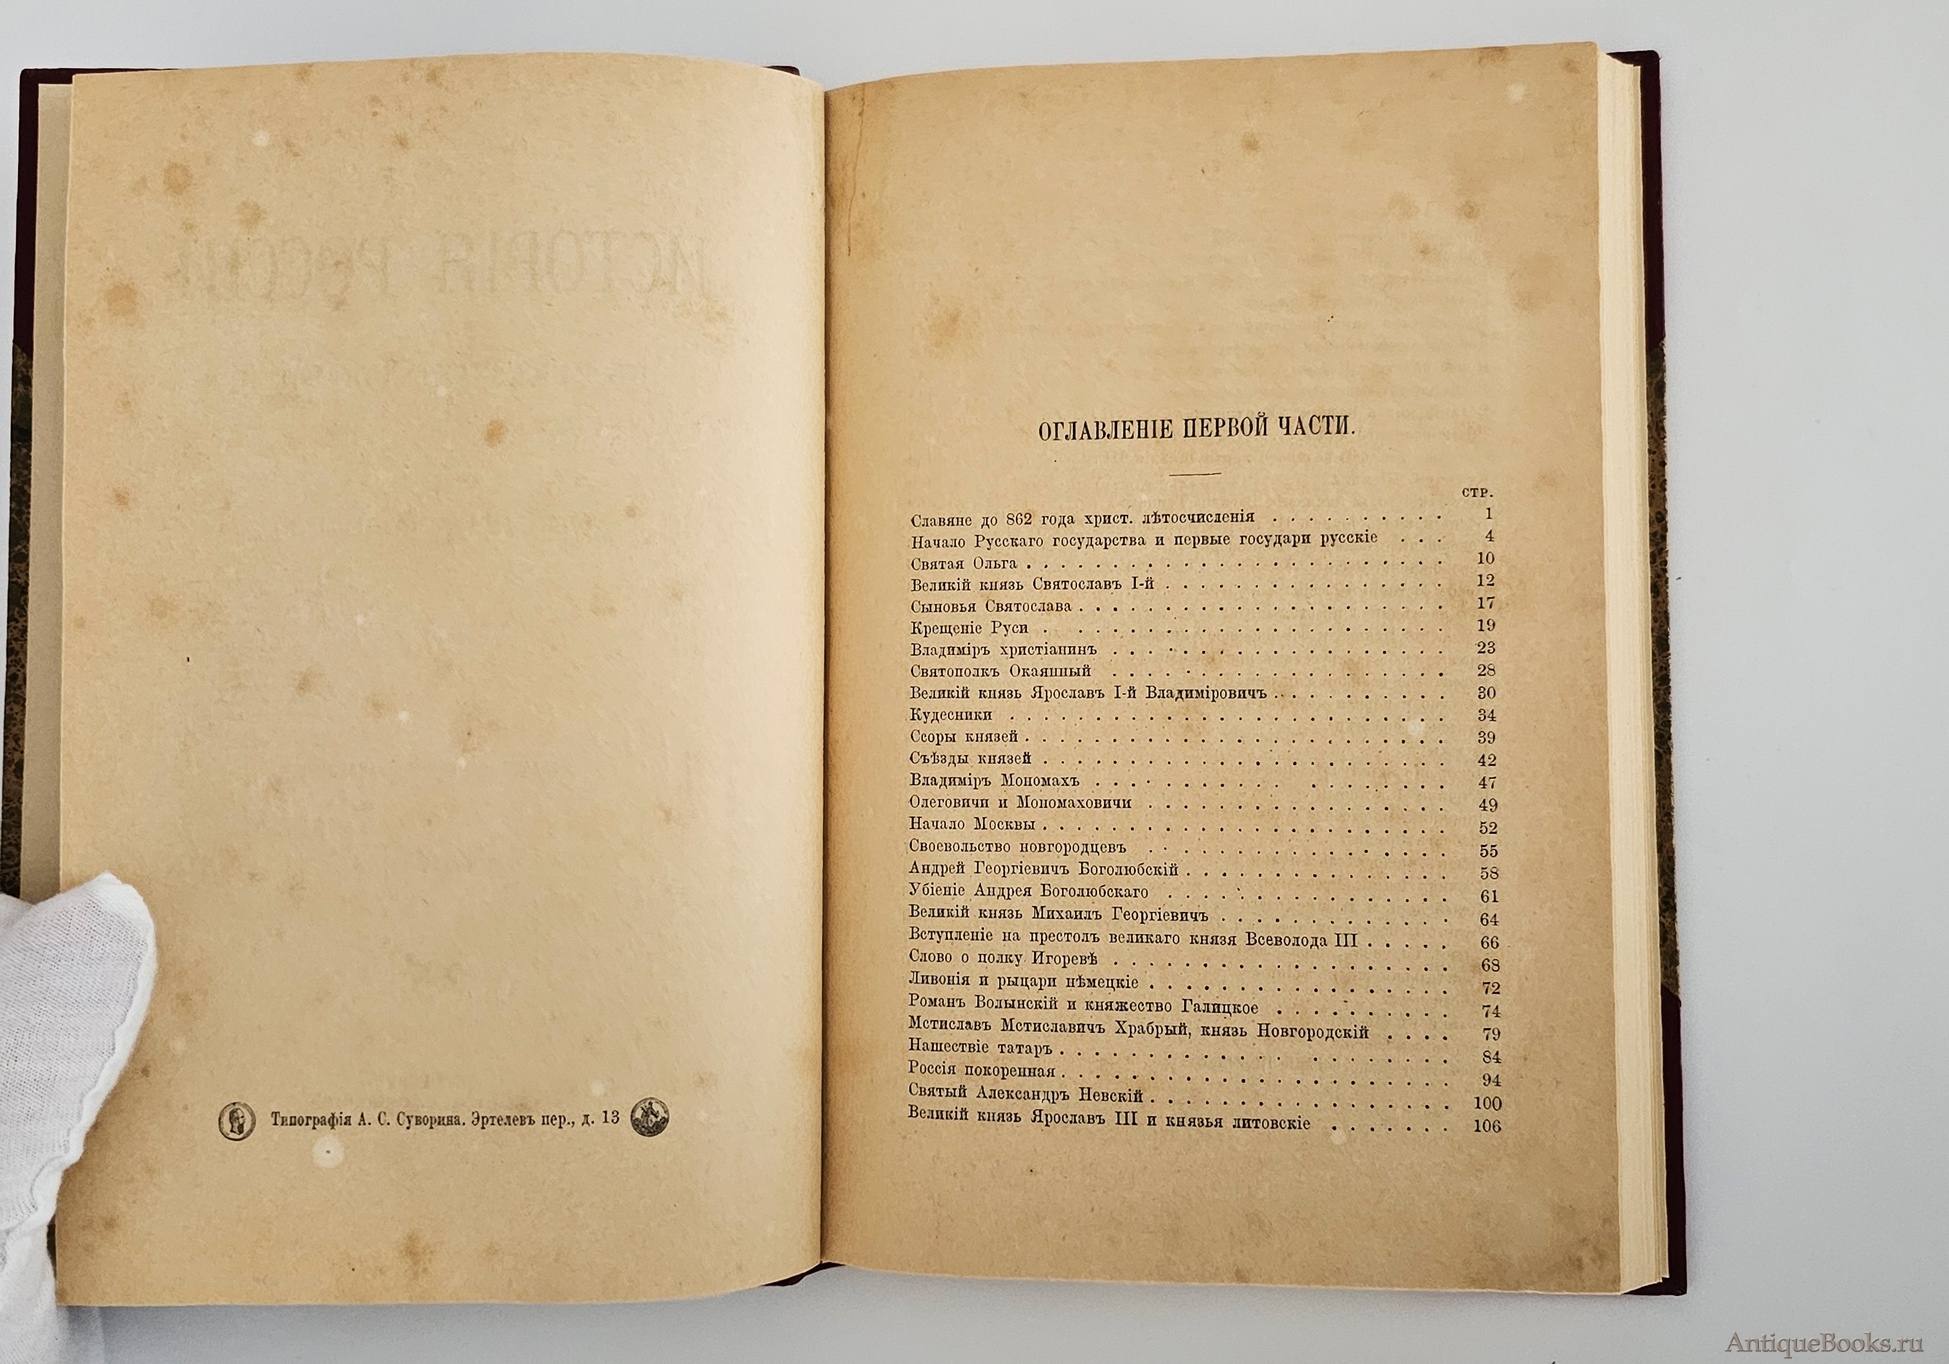 Типографія А. С. Суворина. Эртелевъ пер., д. 13
ОГЛАВЛЕНІЕ ПЕРВОЙ ЧАСТИ.
СТР.
Славяне до 862 года христ. лѣтосчисленія . . . . . . . . . . 1
Начало Русскаго государства и первые государи русскіе . . . 4
Святая Ольга . . . . . . . . . . . . . . . . . . . . . . . 10
Великій князь Святославъ I-й . . . . . . . . . . . . . . . . 12
Сыновья Святослава . . . . . . . . . . . . . . . . . . . . 17
Крещеніе Руси . . . . . . . . . . . . . . . . . . . . . . 19
Владиміръ христіанинъ . . . . . . . . . . . . . . . . . . 23
Святополкъ Окаянный . . . . . . . . . . . . . . . . . . . 28
Великій князь Ярославъ I-й Владиміровичъ . . . . . . . . . . 30
Кудесники . . . . . . . . . . . . . . . . . . . . . . . . 34
Ссоры князей . . . . . . . . . . . . . . . . . . . . . . . 39
Съѣзды князей . . . . . . . . . . . . . . . . . . . . . . 42
Владиміръ Мономахъ . . . . . . . . . . . . . . . . . . . 47
Олеговичи и Мономаховичи . . . . . . . . . . . . . . . . . 49
Начало Москвы . . . . . . . . . . . . . . . . . . . . . . 52
Своевольство новгородцевъ . . . . . . . . . . . . . . . . . 55
Андрей Георгіевичъ Боголюбскій . . . . . . . . . . . . . . . 58
Убіеніе Андрея Боголюбскаго . . . . . . . . . . . . . . . . 61
Великій князь Михаилъ Георгіевичъ . . . . . . . . . . . . . 64
Вступленіе на престолъ великаго князя Всеволода III . . . . . 66
Слово о полку Игоревѣ . . . . . . . . . . . . . . . . . . . 68
Ливонія и рыцари нѣмецкіе . . . . . . . . . . . . . . . . . 72
Романъ Волынскій и княжество Галицкое . . . . . . . . . . 74
Мстиславъ Мстиславичъ Храбрый, князь Новгородскій . . . . 79
Нашествіе татаръ . . . . . . . . . . . . . . . . . . . . . 84
Россія покоренная . . . . . . . . . . . . . . . . . . . . . 94
Святый Александръ Невскій . . . . . . . . . . . . . . . . . 100
Великій князь Ярославъ III и князья литовскіе . . . . . . . 106
AntiqueBooks.ru